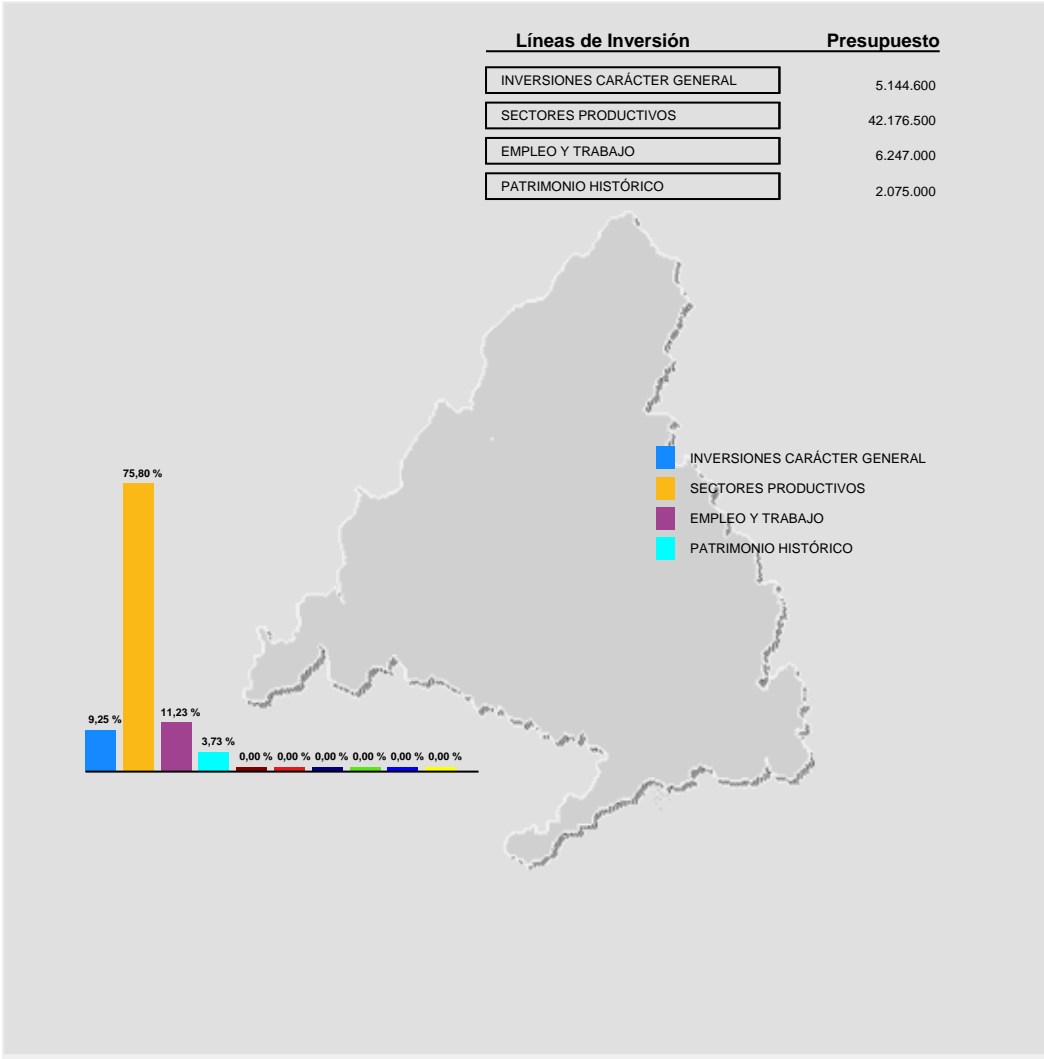 Líneas de Inversión Presupuesto
INVERSIONES CARÁCTER GENERAL 5.144.600
SECTORES PRODUCTIVOS 42.176.500
EMPLEO Y TRABAJO 6.247.000
PATRIMONIO HISTÓRICO 2.075.000
INVERSIONES CARÁCTER GENERAL
SECTORES PRODUCTIVOS
EMPLEO Y TRABAJO
PATRIMONIO HISTÓRICO
75,80 %
9,25 % 11,23 %
3,73 %
0,00 % 0,00 % 0,00 % 0,00 % 0,00 % 0,00 %